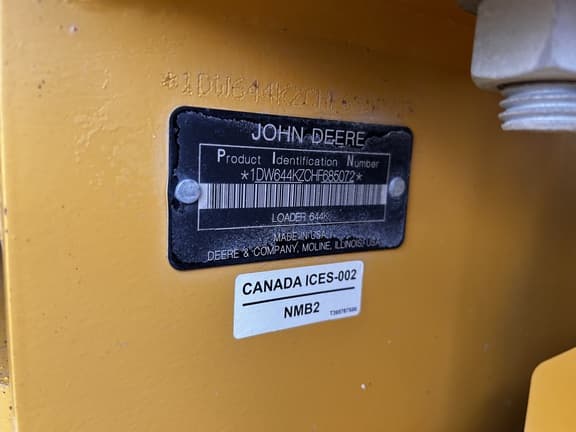 *1DW644KZCHF685072
JOHN DEERE
Product Identification Number
*1DW644KZCHF685072*
LOADER 644K
MADE IN USA
DEERE & COMPANY, MOLINE, ILLINOIS, USA
CANADA ICES-002
NMB2